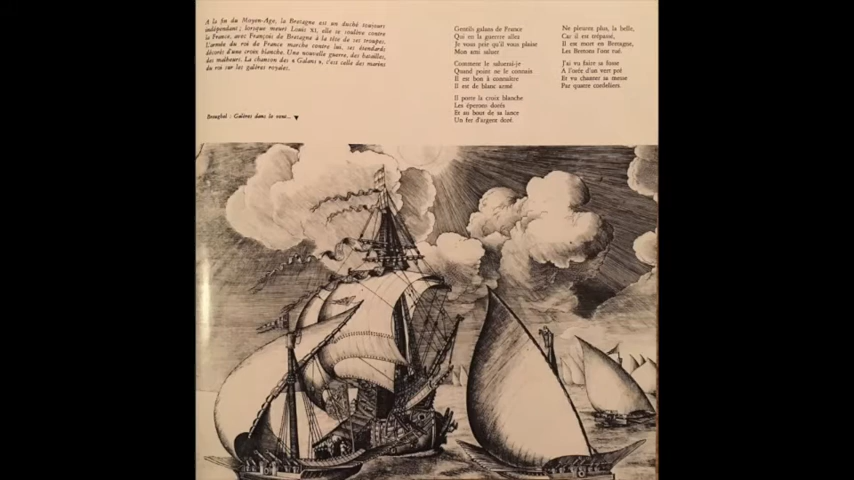 A la fin du Moyen-Age, la Bretagne est un duché toujours
indépendant ; lorsque meurt Louis XI, elle se soulève contre
la France, avec François de Bretagne à la tête de ses troupes.
L'armée du roi de France marche contre lui, ses étendards
décorés d'une croix blanche. Une nouvelle guerre, des batailles,
des malheurs. La chanson des « Galans », c'est celle des marins
du roi sur les galères royales.
Breughel : Galères dans le vent...
Gentils galans de France
Qui en la guerre allez
Je vous prie qu'il vous plaise
Mon ami saluer
Comment le saluerai-je
Quand point ne le connais
Il est bon à connaître
Il est de blanc armé
Il porte la croix blanche
Les éperons dorés
Et au bout de sa lance
Un fer d'argent doré.
Ne pleurez plus, la belle,
Car il est trépassé,
Il est mort en Bretagne,
Les Bretons l'ont tué.
J'ai vu faire sa fosse
A l'orée d'un vert pré
Et vu chanter sa messe
Par quatre cordeliers.